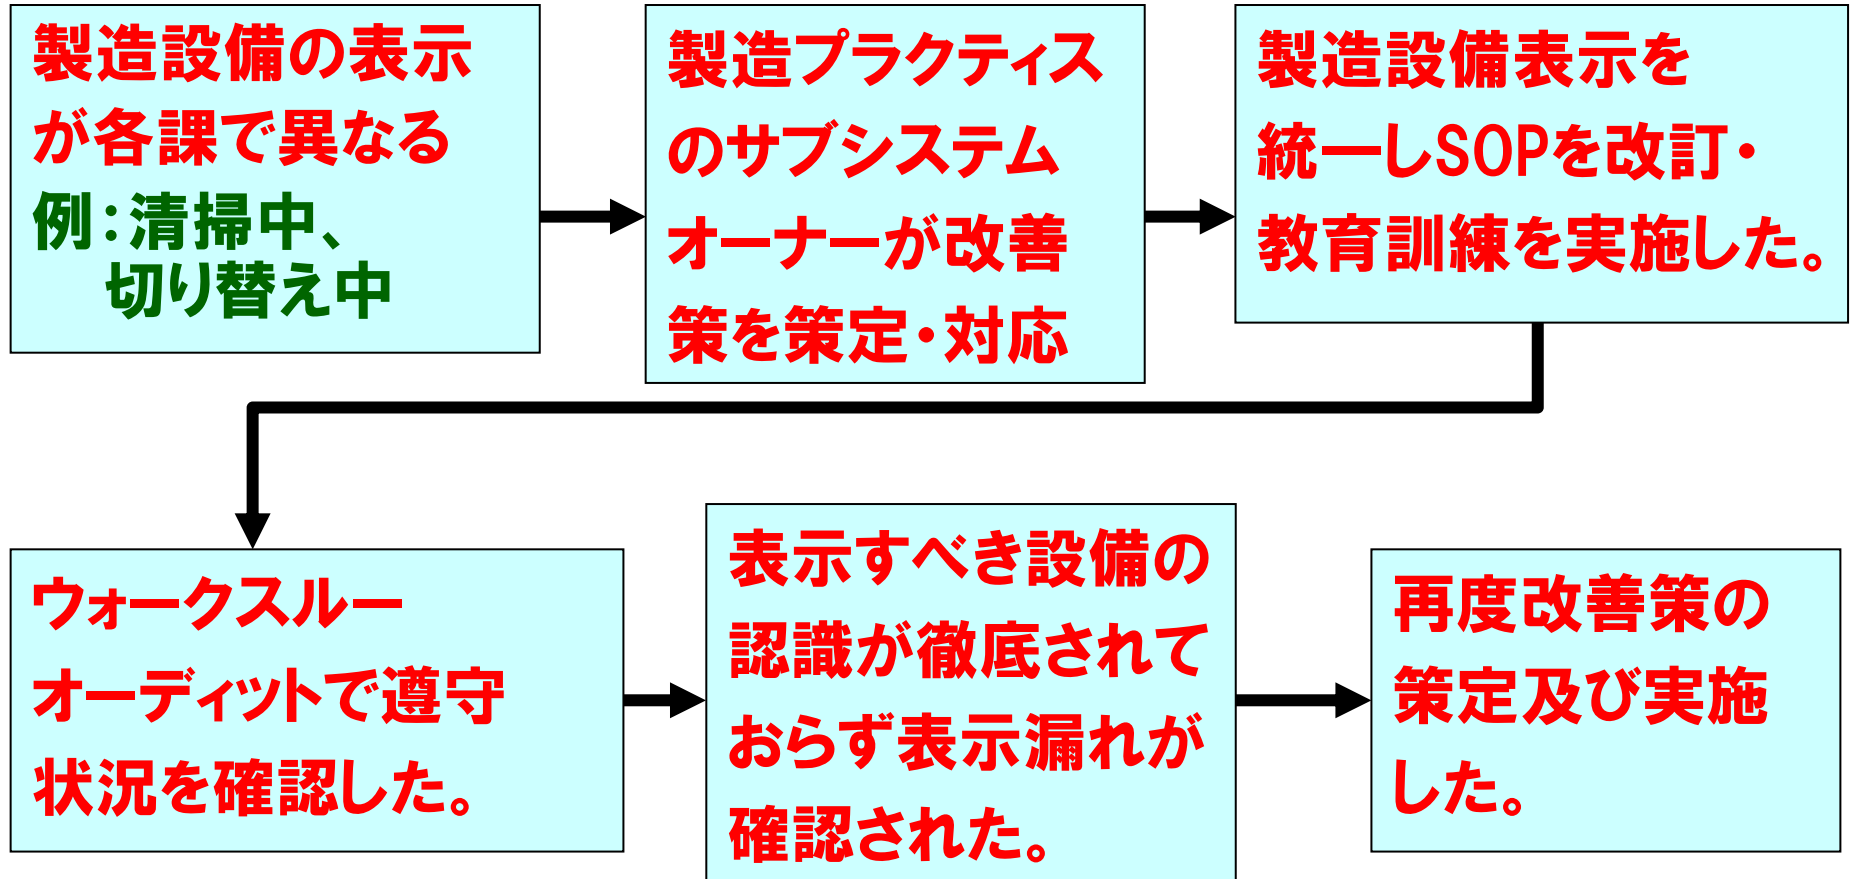 製造設備の表示
が各課で異なる
例：清掃中、
切り替え中
製造プラクティス
のサブシステム
オーナーが改善
策を策定・対応
製造設備表示を
統一しSOPを改訂・
教育訓練を実施した。
ウォークスルー
オーディットで遵守
状況を確認した。
表示すべき設備の
認識が徹底されて
おらず表示漏れが
確認された。
再度改善策の
策定及び実施
した。